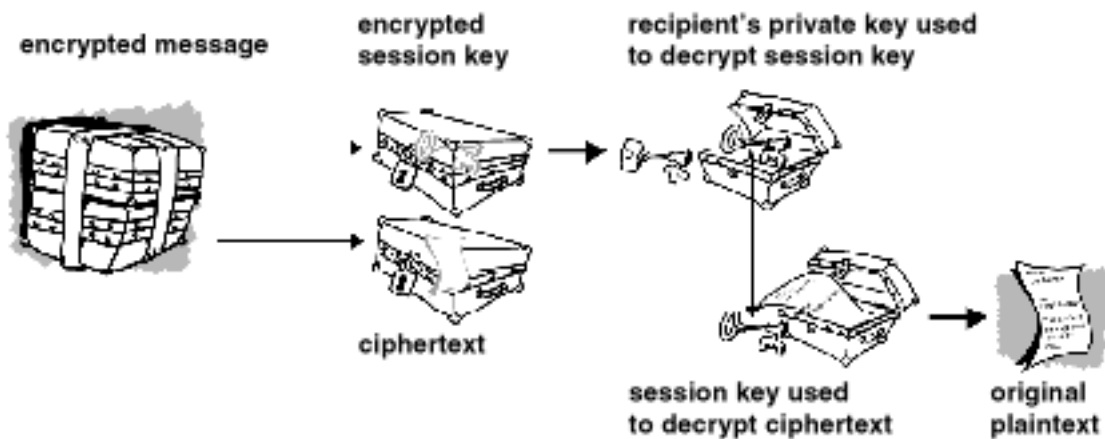 encrypted message
encrypted
session key
recipient's private key used
to decrypt session key
ciphertext
session key used
to decrypt ciphertext
original
plaintext